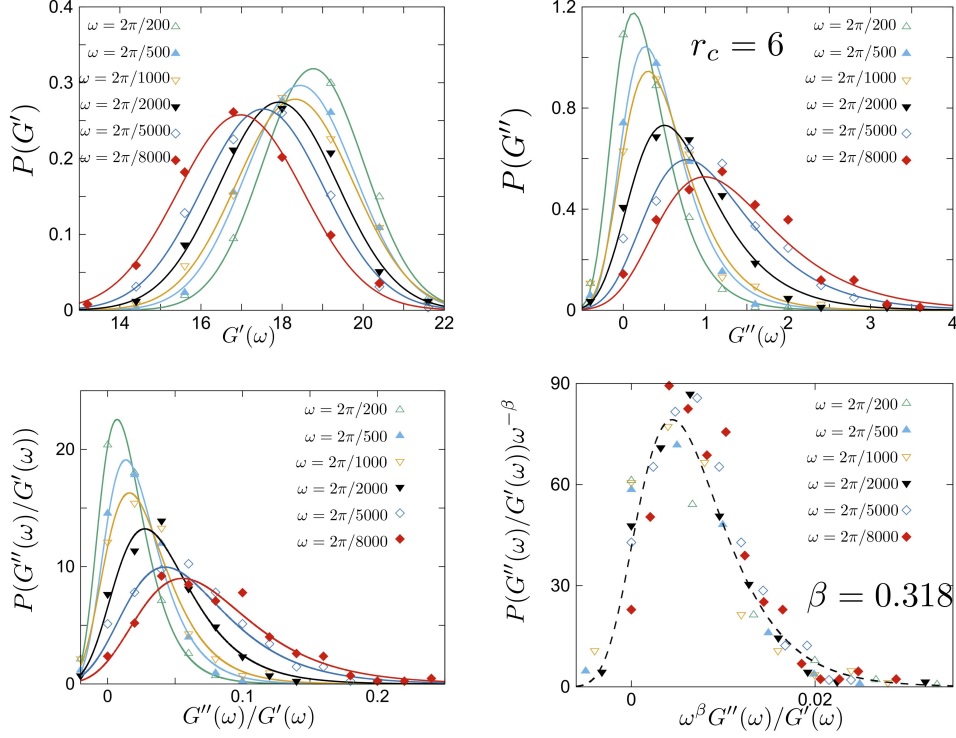 P(G′)
0.4
0.3
0.2
0.1
0
14 16 18 20 22
G′(ω)
ω = 2π/200
ω = 2π/500
ω = 2π/1000
ω = 2π/2000
ω = 2π/5000
ω = 2π/8000
P(G″)
1.2
0.8
0.4
0
0 1 2 3 4
G″(ω)
r_c = 6
ω = 2π/200
ω = 2π/500
ω = 2π/1000
ω = 2π/2000
ω = 2π/5000
ω = 2π/8000
P(G″(ω)/G′(ω))
20
10
0
0 0.1 0.2
G″(ω)/G′(ω)
ω = 2π/200
ω = 2π/500
ω = 2π/1000
ω = 2π/2000
ω = 2π/5000
ω = 2π/8000
P(G″(ω)/G′(ω))ω^−β
90
60
30
0
0 0.02
ω^β G″(ω)/G′(ω)
ω = 2π/200
ω = 2π/500
ω = 2π/1000
ω = 2π/2000
ω = 2π/5000
ω = 2π/8000
β = 0.318